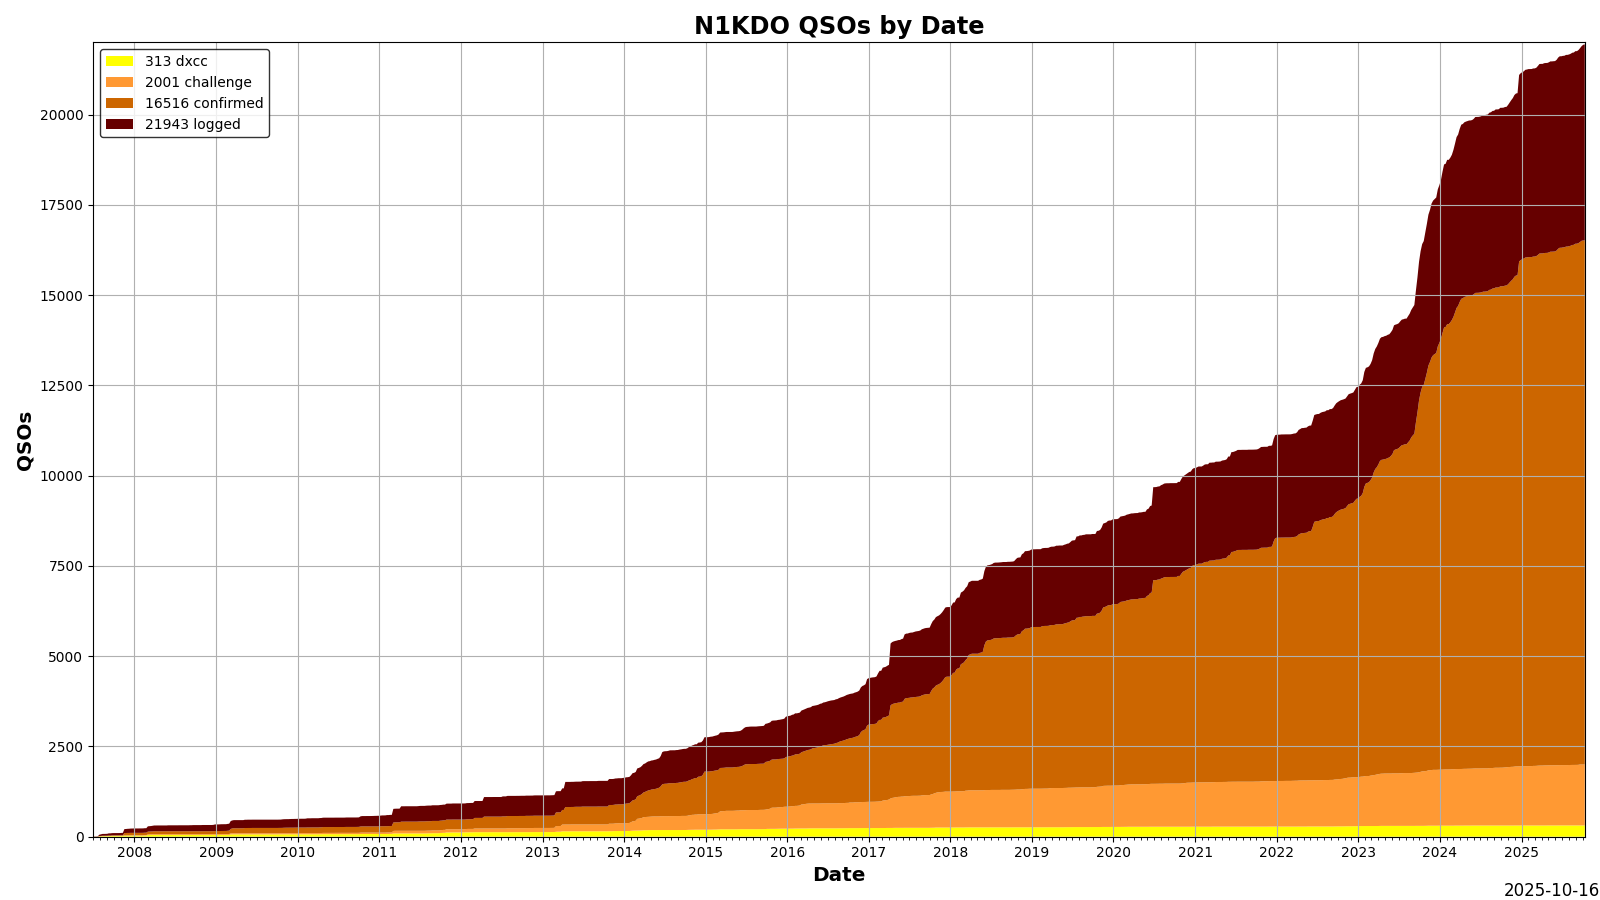 N1KDO QSOs by Date
313 dxcc
2001 challenge
16516 confirmed
21943 logged
20000
17500
15000
12500
10000
7500
5000
2500
0
QSOs
2008 2009 2010 2011 2012 2013 2014 2015 2016 2017 2018 2019 2020 2021 2022 2023 2024 2025
Date
2025-10-16